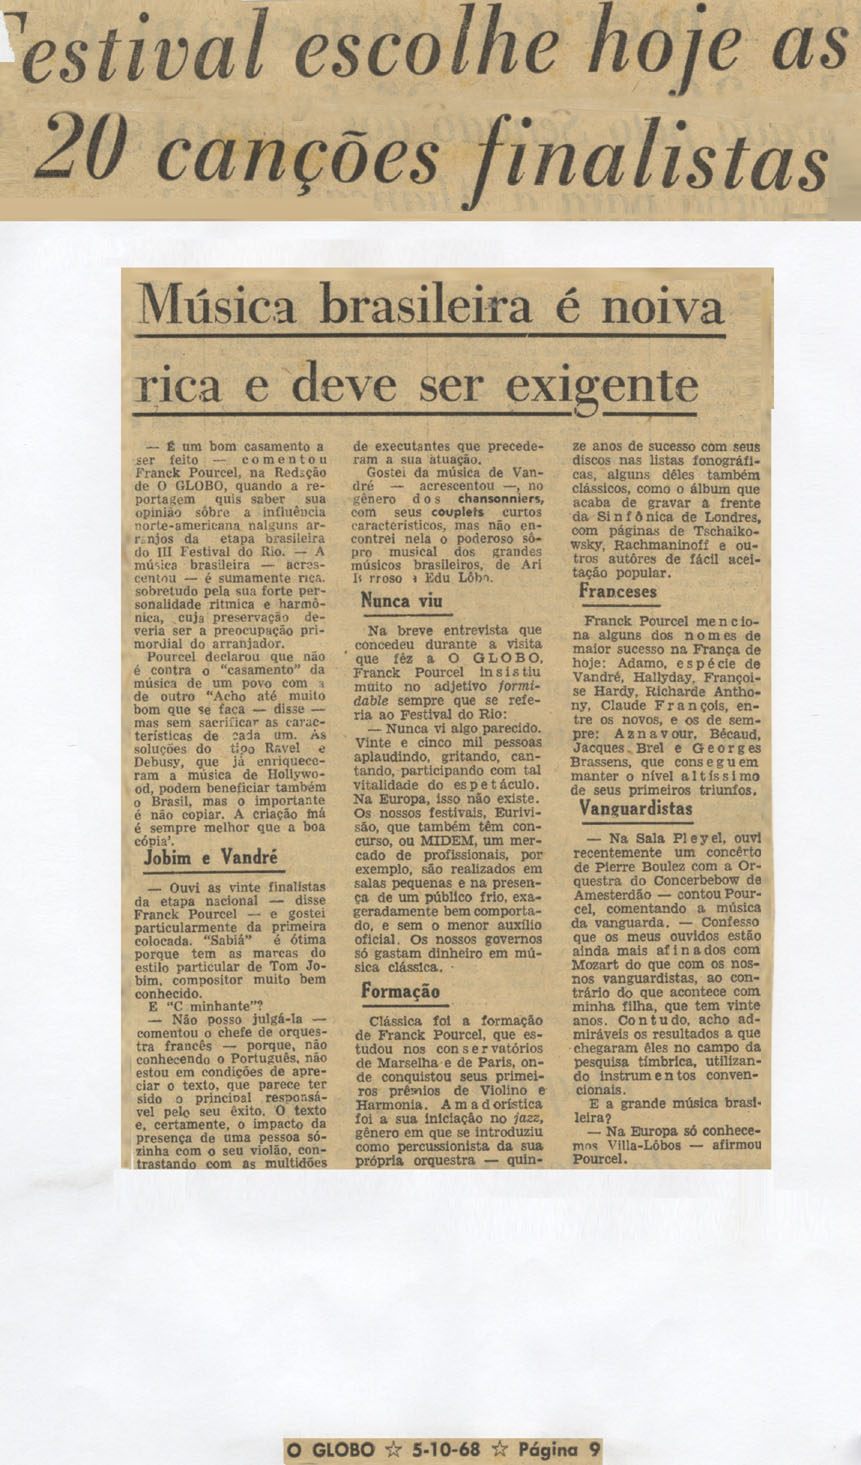 Festival escolhe hoje as
20 canções finalistas
Música brasileira é noiva
rica e deve ser exigente
— É um bom casamento a
ser feito — comentou
Franck Pourcel, na Redação
de O GLOBO, quando a re-
portagem quis saber sua
opinião sôbre a influência
norte-americana nalguns ar-
ranjos da etapa brasileira
do III Festival do Rio. — A
música brasileira — acres-
centou — é sumamente rica.
sobretudo pela sua forte per-
sonalidade rítmica e harmô-
nica, cuja preservação de-
veria ser a preocupação pri-
mordial do arranjador.
Pourcel declarou que não
é contra o "casamento" da
música de um povo com a
de outro "Acho até muito
bom que se faca — disse —
mas sem sacrificar as carac-
terísticas de cada um. As
soluções do tipo Ravel e
Debusy, que já enriquece-
ram a música de Hollywo-
od, podem beneficiar também
o Brasil, mas o importante
é não copiar. A criação má
é sempre melhor que a boa
cópia'.
Jobim e Vandré
— Ouvi as vinte finalistas
da etapa nacional — disse
Franck Pourcel — e gostei
particularmente da primeira
colocada. "Sabiá" é ótima
porque tem as marcas do
estilo particular de Tom Jo-
bim, compositor muito bem
conhecido.
E "C minhante"?
— Não posso julgá-la —
comentou o chefe de orques-
tra francês — porque, não
conhecendo o Português, não
estou em condições de apre-
ciar o texto, que parece ter
sido o principal responsá-
vel pelo seu êxito. O texto
e, certamente, o impacto da
presença de uma pessoa sò-
zinha com o seu violão, con-
trastando com as multidões
de executantes que precede-
ram a sua atuação.
Gostei da música de Van-
dré — acrescentou —, no
gênero dos chansonniers,
com seus couplets curtos
característicos, mas não en-
contrei nela o poderoso sô-
pro musical dos grandes
músicos brasileiros, de Ari
B rroso e Edu Lôbo.
Nunca viu
Na breve entrevista que
concedeu durante a visita
que fêz a O GLOBO,
Franck Pourcel insistiu
muito no adjetivo formi-
dable sempre que se refe-
ria ao Festival do Rio:
— Nunca vi algo parecido.
Vinte e cinco mil pessoas
aplaudindo, gritando, can-
tando, participando com tal
vitalidade do espetáculo.
Na Europa, isso não existe.
Os nossos festivais, Eurivi-
são, que também têm con-
curso, ou MIDEM, um mer-
cado de profissionais, por
exemplo, são realizados em
salas pequenas e na presen-
ça de um público frio, exa-
geradamente bem comporta-
do, e sem o menor auxílio
oficial. Os nossos governos
só gastam dinheiro em mú-
sica clássica.
Formação
Clássica foi a formação
de Franck Pourcel, que es-
tudou nos conservatórios
de Marselha e de Paris, on-
de conquistou seus primei-
ros prêmios de Violino e
Harmonia. Amadorística
foi a sua iniciação no jazz,
gênero em que se introduziu
como percussionista da sua
própria orquestra — quin-
ze anos de sucesso com seus
discos nas listas fonográfi-
cas, alguns dêles também
clássicos, como o álbum que
acaba de gravar à frente
da Sinfônica de Londres,
com páginas de Tschaiko-
wsky, Rachmaninoff e ou-
tros autôres de fácil acei-
tação popular.
Franceses
Franck Pourcel mencio-
na alguns dos nomes de
maior sucesso na França de
hoje: Adamo, espécie de
Vandré, Hallyday, Françoi-
se Hardy, Richarde Antho-
ny, Claude François, en-
tre os novos, e os de sem-
pre: Aznavour, Bécaud,
Jacques Brel e Georges
Brassens, que conseguem
manter o nível altíssimo
de seus primeiros triunfos.
Vanguardistas
— Na Sala Pleyel, ouvi
recentemente um concêrto
de Pierre Boulez com a Or-
questra do Concerbebow de
Amesterdão — contou Pour-
cel, comentando a música
da vanguarda. — Confesso
que os meus ouvidos estão
ainda mais afinados com
Mozart do que com os nos-
nos vanguardistas, ao con-
trário do que acontece com
minha filha, que tem vinte
anos. Contudo, acho ad-
miráveis os resultados a que
chegaram êles no campo da
pesquisa tímbrica, utilizan-
do instrumentos conven-
cionais.
E a grande música brasi-
leira?
— Na Europa só conhece-
mos Villa-Lôbos — afirmou
Pourcel.
O GLOBO ☆ 5-10-68 ☆ Página 9